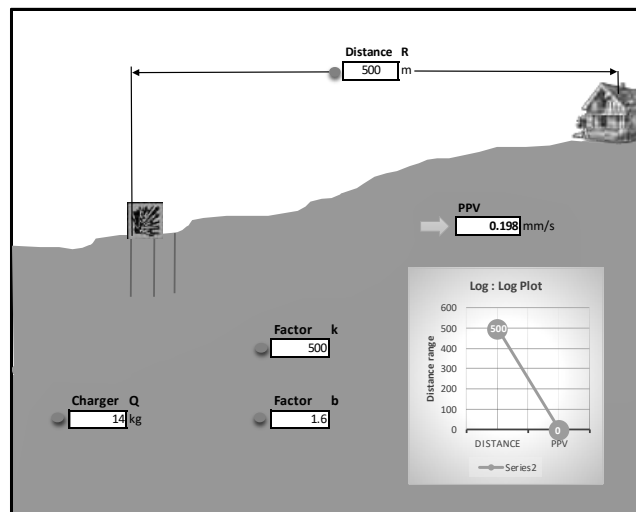 Distance R
500 m
PPV
0.198 mm/s
Log : Log Plot
600
500
400
300
200
100
0
Distance range
500
0
DISTANCE PPV
Series2
Factor k
500
Charger Q
14 kg
Factor b
1.6